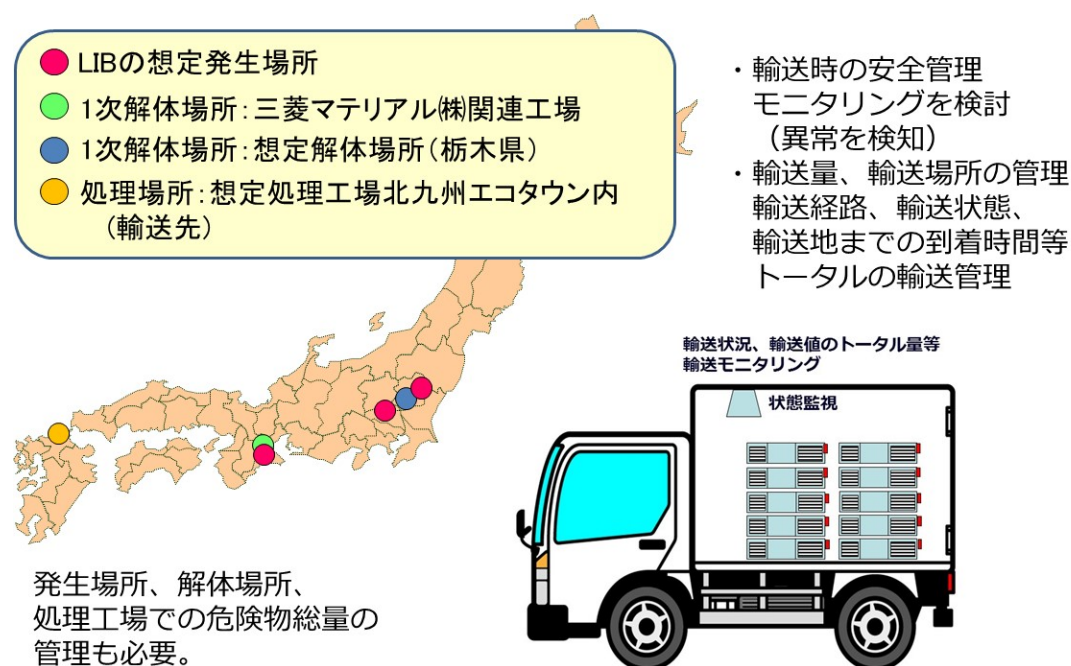 LIBの想定発生場所
1次解体場所：三菱マテリアル㈱関連工場
1次解体場所：想定解体場所（栃木県）
処理場所：想定処理工場北九州エコタウン内
（輸送先）
・輸送時の安全管理
モニタリングを検討
（異常を検知）
・輸送量、輸送場所の管理
輸送経路、輸送状態、
輸送地までの到着時間等
トータルの輸送管理
輸送状況、輸送値のトータル量等
輸送モニタリング
状態監視
発生場所、解体場所、
処理工場での危険物総量の
管理も必要。